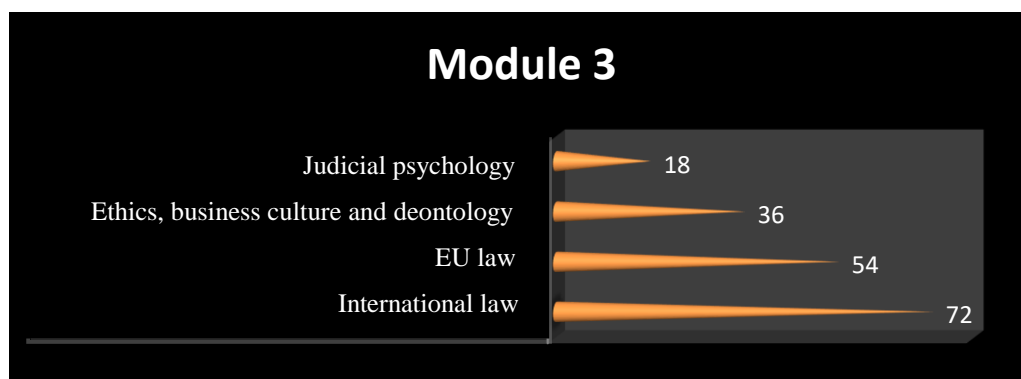 Module 3
Judicial psychology 18
Ethics, business culture and deontology 36
EU law 54
International law 72